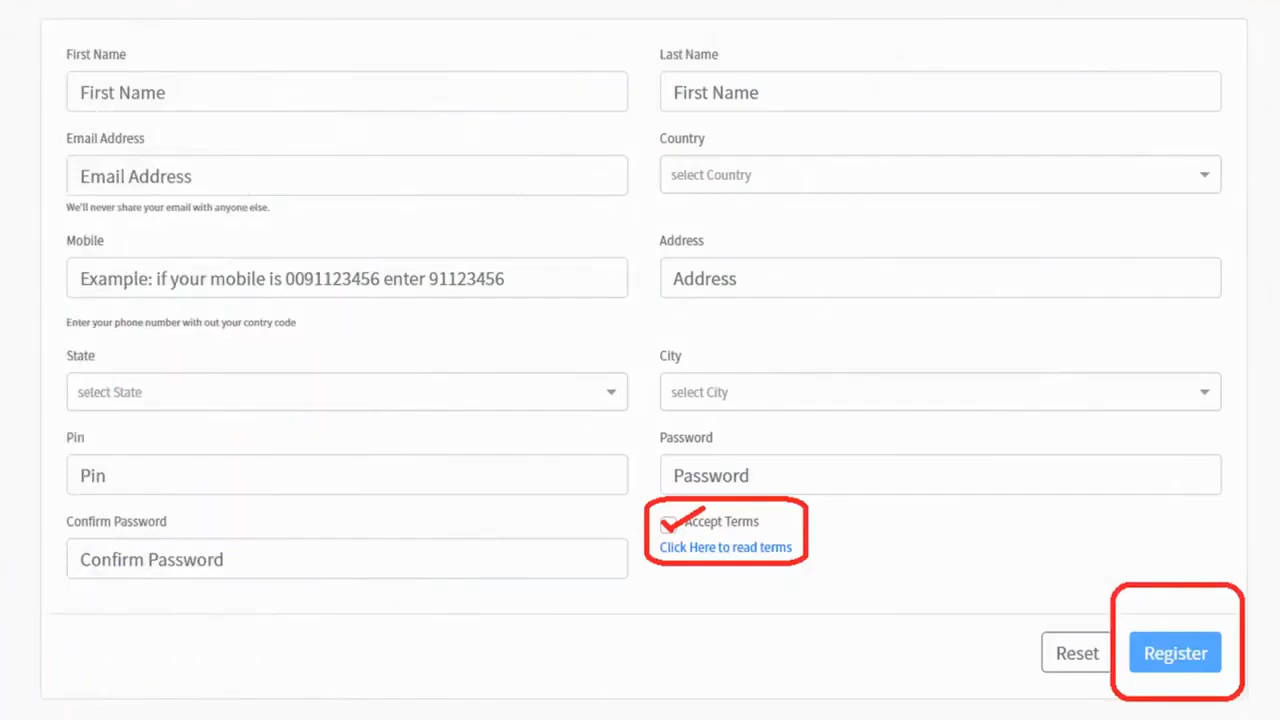 First Name
Last Name
First Name
First Name
Email Address
Country
Email Address
select Country
We'll never share your email with anyone else.
Mobile
Address
Example: if your mobile is 0091123456 enter 91123456
Address
Enter your phone number with out your contry code
State
City
select State
select City
Pin
Password
Pin
Password
Confirm Password
Accept Terms
Click Here to read terms
Confirm Password
Reset
Register